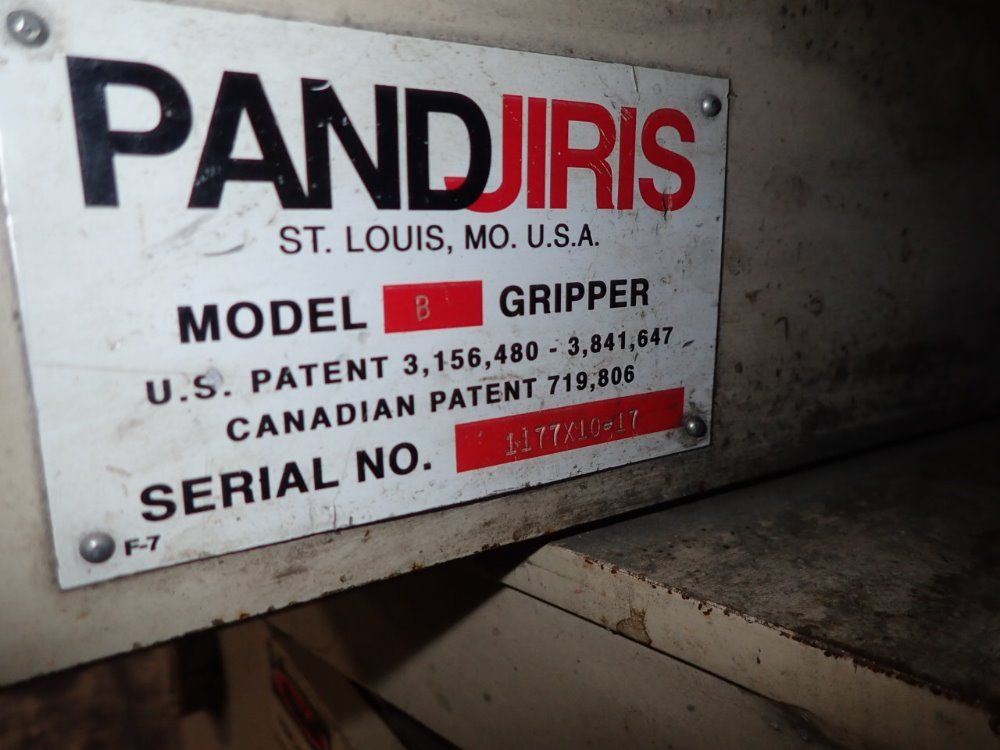 PANDJIRIS
ST. LOUIS, MO. U.S.A.
MODEL B GRIPPER
U.S. PATENT 3,156,480 - 3,841,647
CANADIAN PATENT 719,806
SERIAL NO. 1177X10-17
F-7